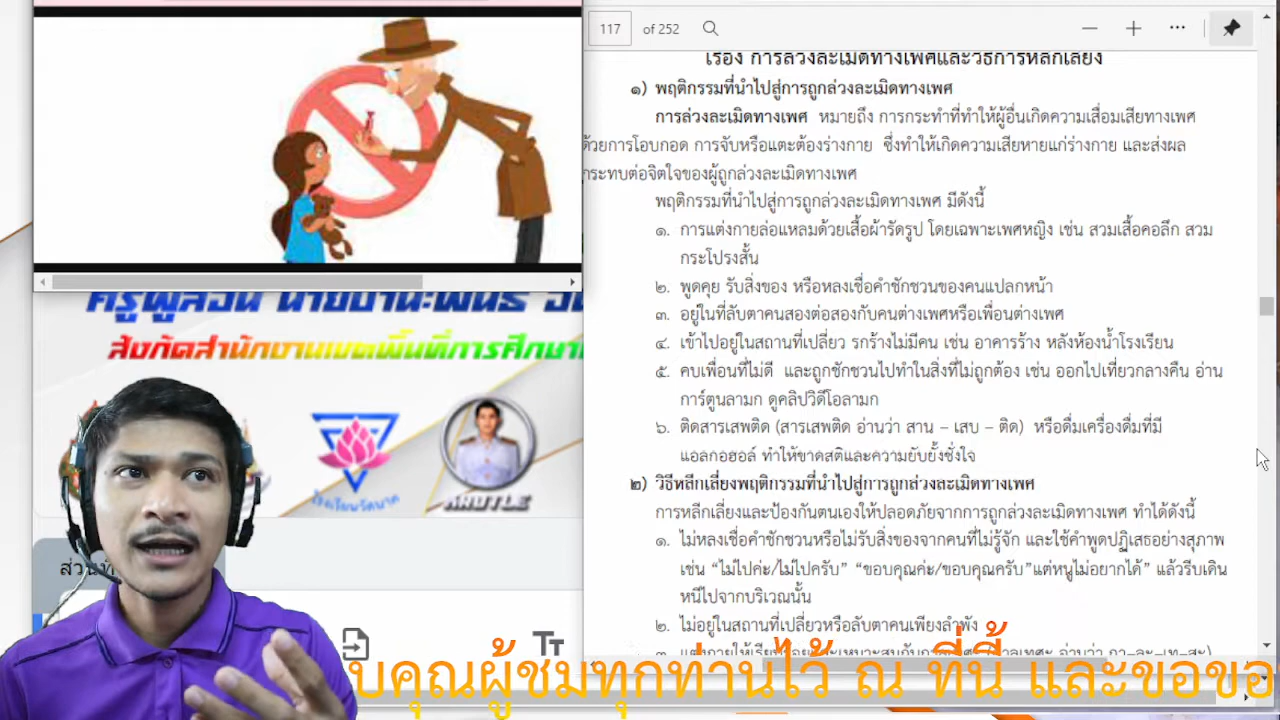 117 of 252
เรื่อง การล่วงละเมิดทางเพศและวิธีการหลีกเลี่ยง
๑) พฤติกรรมที่นำไปสู่การถูกล่วงละเมิดทางเพศ
การล่วงละเมิดทางเพศ หมายถึง การกระทำที่ทำให้ผู้อื่นเกิดความเสื่อมเสียทางเพศ
ด้วยการโอบกอด การจับหรือแตะต้องร่างกาย ซึ่งทำให้เกิดความเสียหายแก่ร่างกาย และส่งผล
กระทบต่อจิตใจของผู้ถูกล่วงละเมิดทางเพศ
พฤติกรรมที่นำไปสู่การถูกล่วงละเมิดทางเพศ มีดังนี้
๑. การแต่งกายล่อแหลมด้วยเสื้อผ้ารัดรูป โดยเฉพาะเพศหญิง เช่น สวมเสื้อคอลึก สวม
กระโปรงสั้น
๒. พูดคุย รับสิ่งของ หรือหลงเชื่อคำชักชวนของคนแปลกหน้า
๓. อยู่ในที่ลับตาคนสองต่อสองกับคนต่างเพศหรือเพื่อนต่างเพศ
๔. เข้าไปอยู่ในสถานที่เปลี่ยว รกร้างไม่มีคน เช่น อาคารร้าง หลังห้องน้ำโรงเรียน
๕. คบเพื่อนที่ไม่ดี และถูกชักชวนไปทำในสิ่งที่ไม่ถูกต้อง เช่น ออกไปเที่ยวกลางคืน อ่าน
การ์ตูนลามก ดูคลิปวิดีโอลามก
๖. ติดสารเสพติด (สารเสพติด อ่านว่า สาน – เสบ – ติด) หรือดื่มเครื่องดื่มที่มี
แอลกอฮอล์ ทำให้ขาดสติและความยับยั้งชั่งใจ
๒) วิธีหลีกเลี่ยงพฤติกรรมที่นำไปสู่การถูกล่วงละเมิดทางเพศ
การหลีกเลี่ยงและป้องกันตนเองให้ปลอดภัยจากการถูกล่วงละเมิดทางเพศ ทำได้ดังนี้
๑. ไม่หลงเชื่อคำชักชวนหรือไม่รับสิ่งของจากคนที่ไม่รู้จัก และใช้คำพูดปฏิเสธอย่างสุภาพ
เช่น “ไม่ไปค่ะ/ไม่ไปครับ” “ขอบคุณค่ะ/ขอบคุณครับ”แต่หนูไม่อยากได้” แล้วรีบเดิน
หนีไปจากบริเวณนั้น
๒. ไม่อยู่ในสถานที่เปลี่ยวหรือลับตาคนเพียงลำพัง
ครูผู้สอน
สังกัดสำนักงานเขตพื้นที่การศึกษา
KRUTLE
ส่วนที่
Tт
บคุณผู้ชมทุกท่านไว้ ณ ที่นี้ และขอขอ